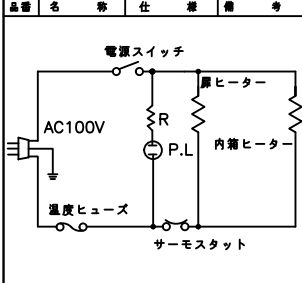 品番 名 称 仕 様 備 考
電源スイッチ
扉ヒーター
AC100V
R
P.L
内箱ヒーター
温度ヒューズ
サーモスタット